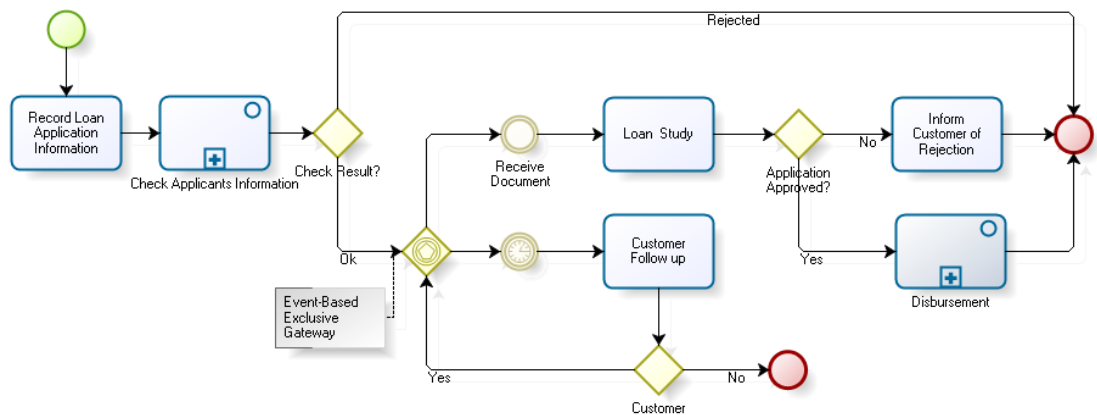 Rejected
Record Loan
Application
Information
Check Applicants Information
Check Result?
Receive
Document
Loan Study
Application
Approved?
No
Inform
Customer of
Rejection
Ok
Customer
Follow up
Yes
Disbursement
Event-Based
Exclusive
Gateway
Yes
No
Customer